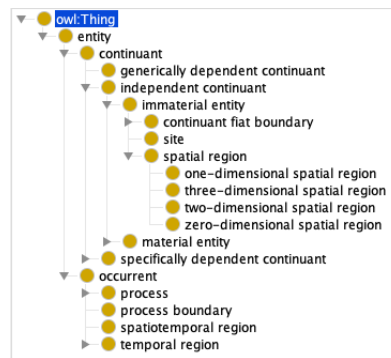 owl:Thing
entity
continuant
generically dependent continuant
independent continuant
immaterial entity
continuant fiat boundary
site
spatial region
one-dimensional spatial region
three-dimensional spatial region
two-dimensional spatial region
zero-dimensional spatial region
material entity
specifically dependent continuant
occurrent
process
process boundary
spatiotemporal region
temporal region